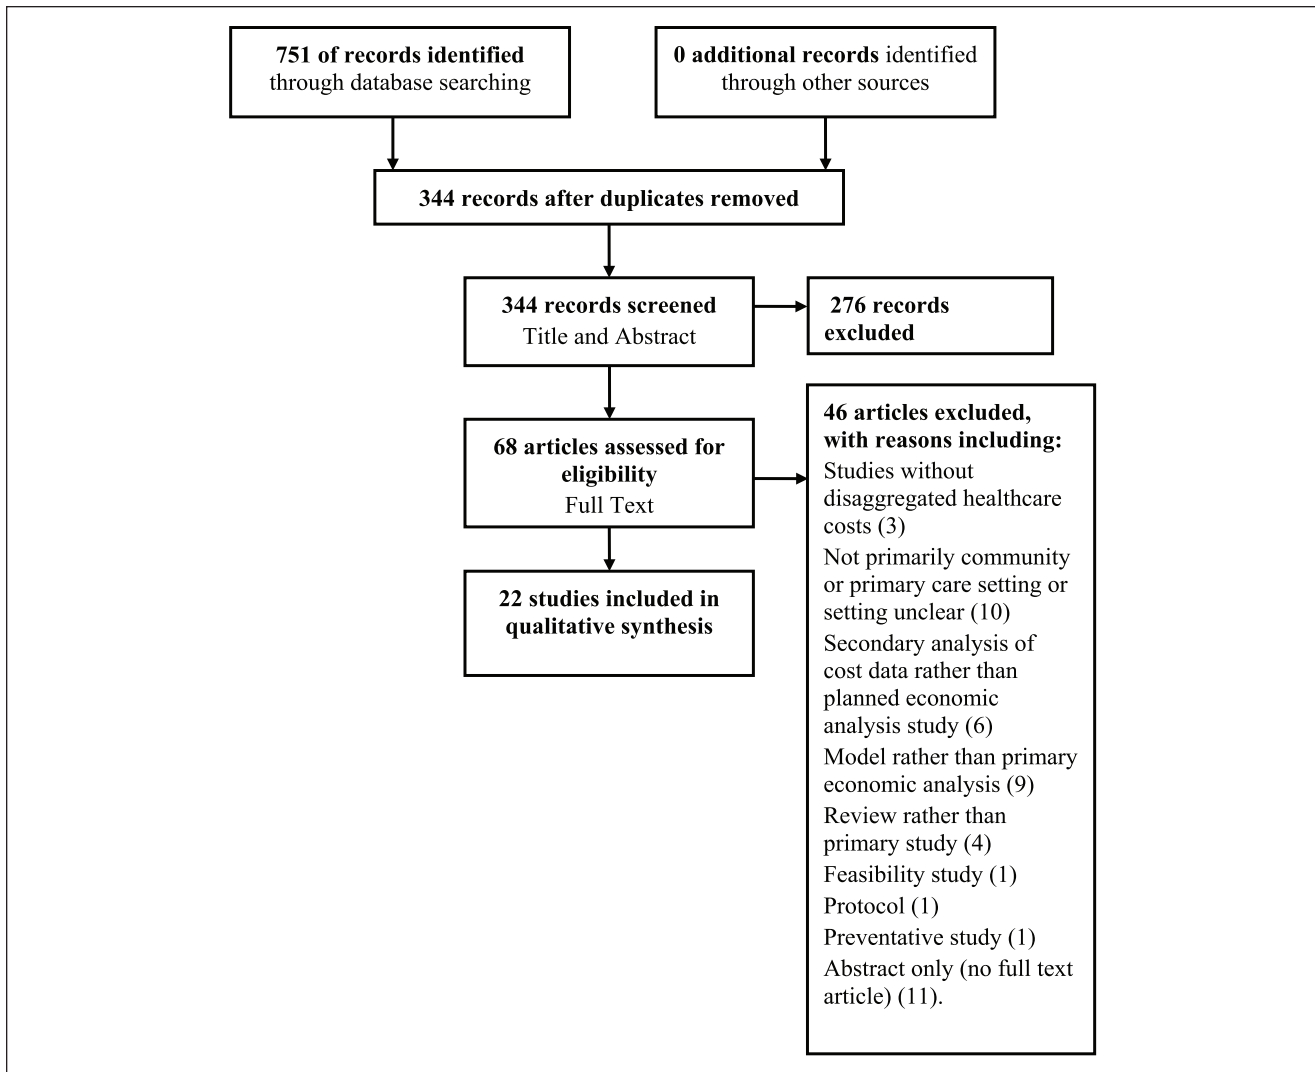 751 of records identified
through database searching
0 additional records identified
through other sources
344 records after duplicates removed
344 records screened
Title and Abstract
276 records
excluded
68 articles assessed for
eligibility
Full Text
46 articles excluded,
with reasons including:
Studies without
disaggregated healthcare
costs (3)
Not primarily community
or primary care setting or
setting unclear (10)
Secondary analysis of
cost data rather than
planned economic
analysis study (6)
Model rather than primary
economic analysis (9)
Review rather than
primary study (4)
Feasibility study (1)
Protocol (1)
Preventative study (1)
Abstract only (no full text
article) (11).
22 studies included in
qualitative synthesis